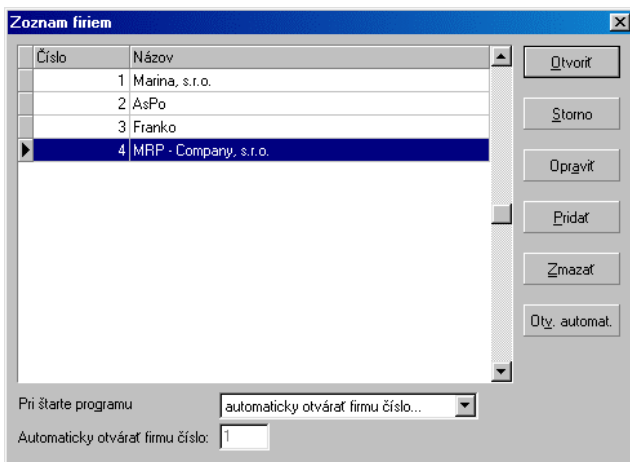 Zoznam firiem
Číslo Názov
1 Marina, s.r.o.
2 AsPo
3 Franko
4 MRP - Company, s.r.o.
Otvoriť
Storno
Opraviť
Pridať
Zmazať
Otv. automat.
Pri štarte programu automaticky otvárať firmu číslo...
Automaticky otvárať firmu číslo: 1